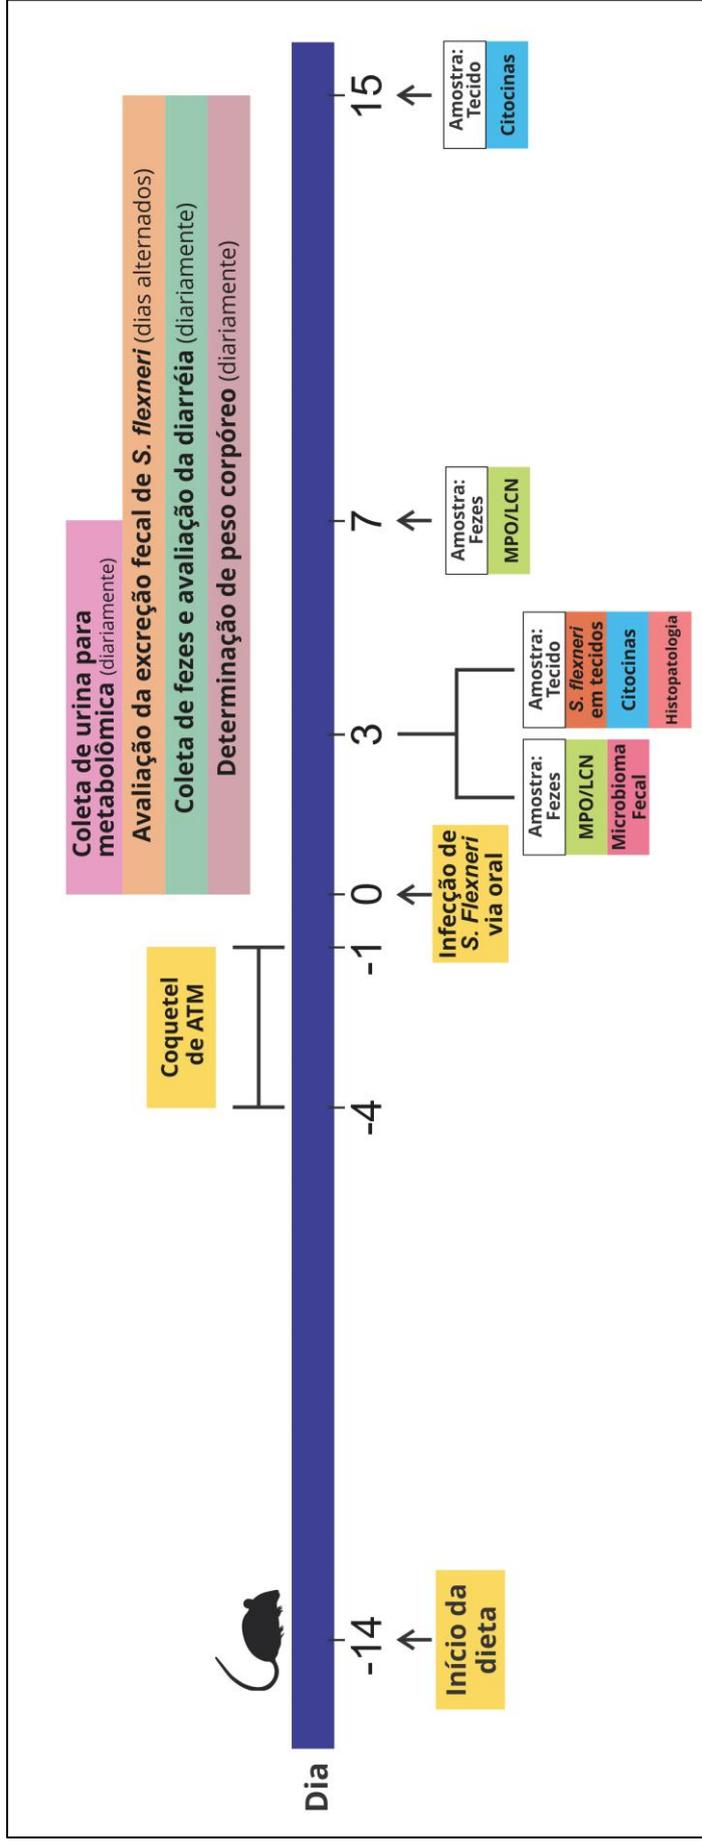 Coleta de urina para
metabolômica (diariamente)
Avaliação da excreção fecal de S. flexneri (dias alternados)
Coleta de fezes e avaliação da diarréia (diariamente)
Determinação de peso corpóreo (diariamente)
Coquetel
de ATM
Dia
-14
-4
-1
0
3
7
15
Início da
dieta
Infecção de
S. Flexneri
via oral
Amostra:
Fezes
MPO/LCN
Microbioma
Fecal
Amostra:
Tecido
S. flexneri
em tecidos
Citocinas
Histopatologia
Amostra:
Fezes
MPO/LCN
Amostra:
Tecido
Citocinas